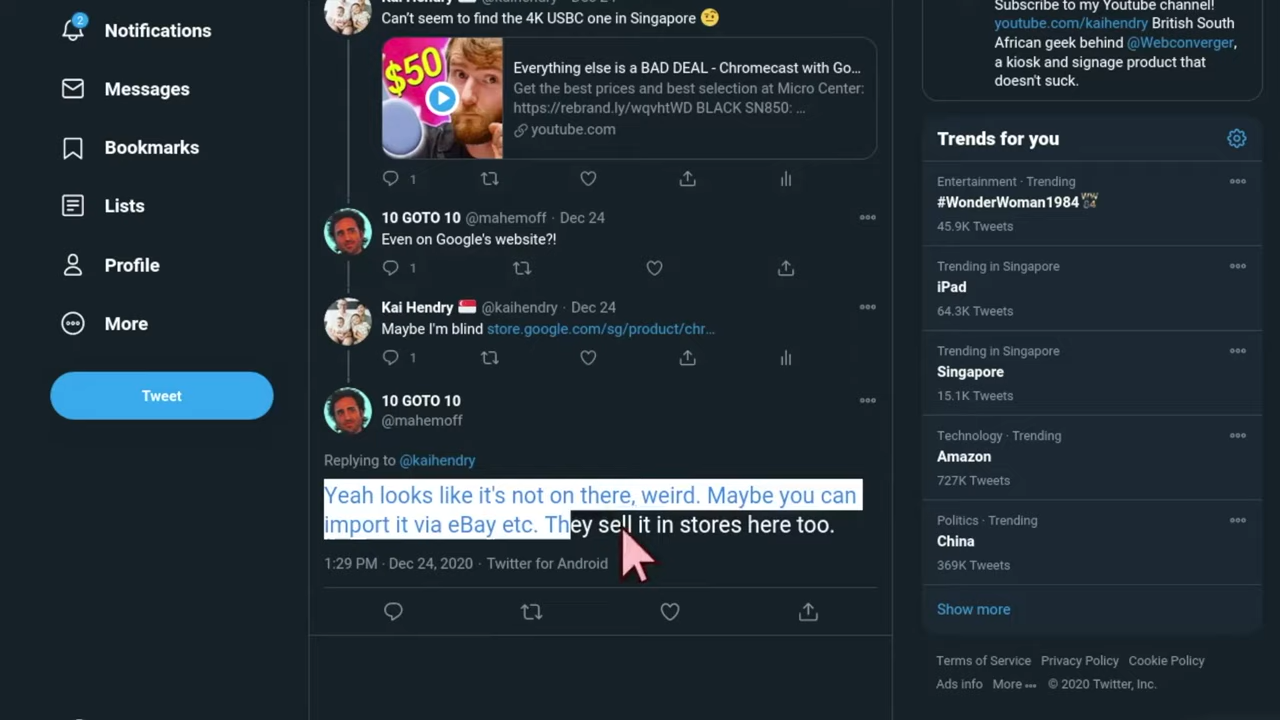 2
Notifications
Messages
Bookmarks
Lists
Profile
More
Tweet
Can't seem to find the 4K USBC one in Singapore 🤨
$50
Everything else is a BAD DEAL - Chromecast with Go...
Get the best prices and best selection at Micro Center:
https://rebrand.ly/wqvhtWD BLACK SN850: ...
youtube.com
1
10 GOTO 10 @mahemoff · Dec 24
Even on Google's website?!
1
Kai Hendry 🇸🇬 @kaihendry · Dec 24
Maybe I'm blind store.google.com/sg/product/chr...
1
10 GOTO 10
@mahemoff
Replying to @kaihendry
Yeah looks like it's not on there, weird. Maybe you can
import it via eBay etc. They sell it in stores here too.
1:29 PM · Dec 24, 2020 · Twitter for Android
Subscribe to my Youtube channel!
youtube.com/kaihendry British South
African geek behind @Webconverger,
a kiosk and signage product that
doesn't suck.
Trends for you
Entertainment · Trending
#WonderWoman1984
45.9K Tweets
Trending in Singapore
iPad
64.3K Tweets
Trending in Singapore
Singapore
15.1K Tweets
Technology · Trending
Amazon
727K Tweets
Politics · Trending
China
369K Tweets
Show more
Terms of Service Privacy Policy Cookie Policy
Ads info More ••• © 2020 Twitter, Inc.